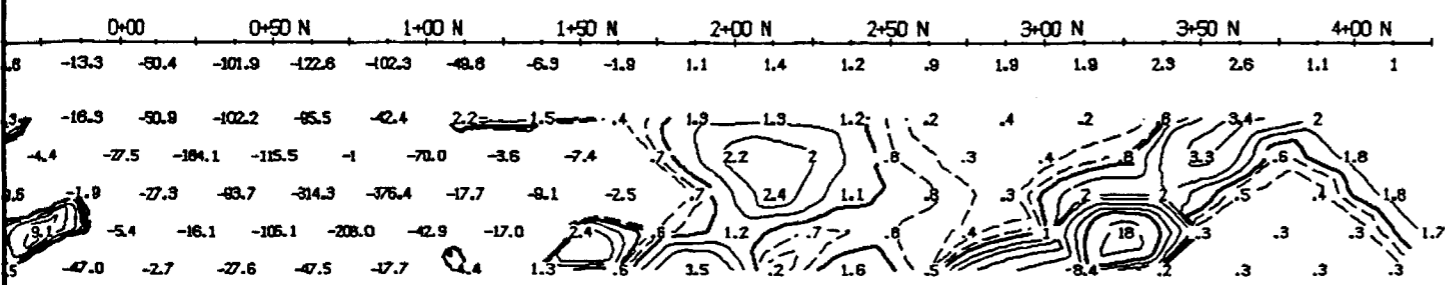 0+00 0+50 N 1+00 N 1+50 N 2+00 N 2+50 N 3+00 N 3+50 N 4+00 N
-13.3 -50.4 -101.9 -122.6 -102.3 -49.8 -6.9 -1.9 1.1 1.4 1.2 .9 1.9 1.9 2.3 2.6 1.1 1
-16.3 -50.9 -102.2 -95.5 -42.4 2.2 1.5 .4 1.3 1.3 1.2 .2 .4 .2 .6 3.4 2
-4.4 -27.5 -164.1 -115.5 -1 -70.0 -3.6 -7.4 .7 2.2 2 .8 .3 .4 .8 3.3 .6 1.8
-1.9 -27.3 -93.7 -314.3 -376.4 -17.7 -9.1 -2.5 .7 2.4 1.1 .8 .3 2 .5 .4 1.8
9.1 -5.4 -16.1 -105.1 -208.0 -42.9 -17.0 2.4 .6 1.2 .7 .6 .4 1 18 .3 .3 .3 1.7
-47.0 -2.7 -27.6 -47.5 -17.7 1.3 .6 3.5 .2 1.6 .5 -8.4 .2 .3 .3 .3